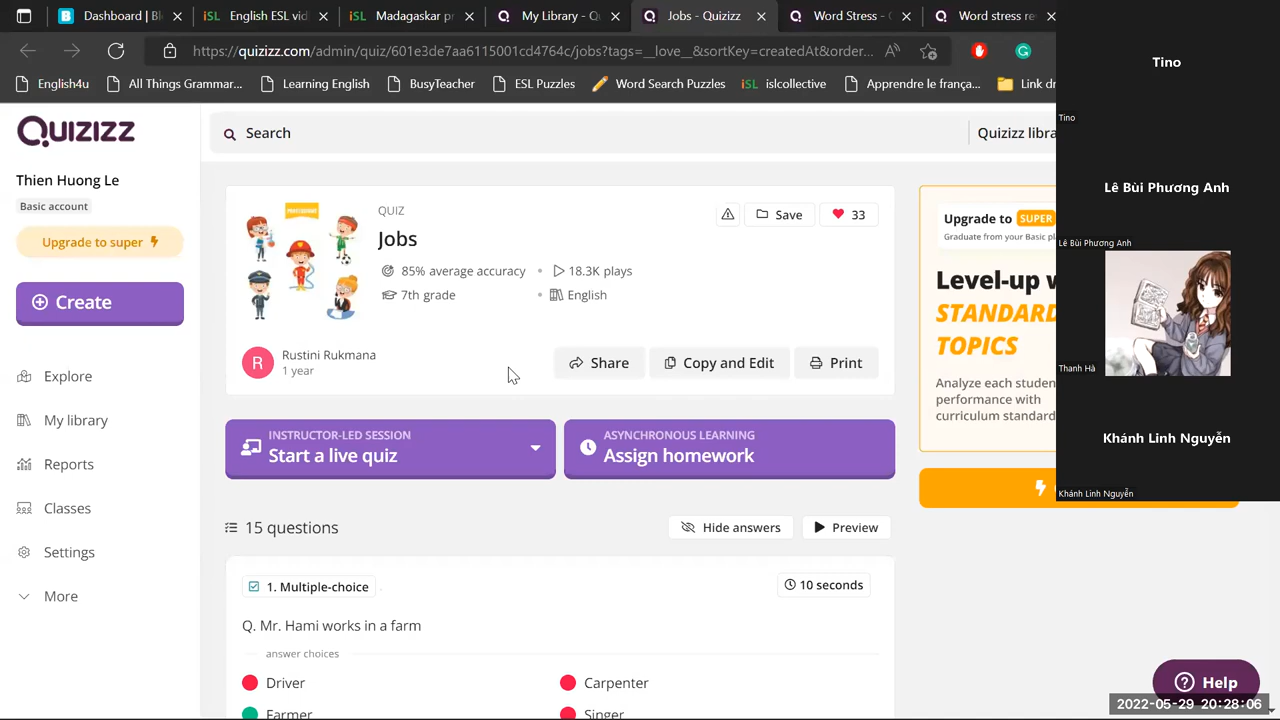 Dashboard | Bl
iSL English ESL vid
iSL Madagaskar pr
My Library - Qu
Jobs - Quizizz
Word Stress - G
Word stress re
https://quizizz.com/admin/quiz/601e3de7aa6115001cd4764c/jobs?tags=__love__&sortKey=createdAt&order...
English4u
All Things Grammar...
Learning English
BusyTeacher
ESL Puzzles
Word Search Puzzles
iSL islcollective
Apprendre le frança...
Link dr
QUIZIZZ
Search
Quizizz libra
Thien Huong Le
Basic account
Upgrade to super
Create
Explore
My library
Reports
Classes
Settings
More
QUIZ
Jobs
Save
33
85% average accuracy
18.3K plays
7th grade
English
R
Rustini Rukmana
1 year
Share
Copy and Edit
Print
INSTRUCTOR-LED SESSION
Start a live quiz
ASYNCHRONOUS LEARNING
Assign homework
15 questions
Hide answers
Preview
1. Multiple-choice
10 seconds
Q. Mr. Hami works in a farm
answer choices
Driver
Carpenter
Farmer
Singer
Upgrade to SUPER
Graduate from your Basic pl
Level-up w
STANDARD
TOPICS
Analyze each studen
performance with
curriculum standard
Tino
Tino
Lê Bùi Phương Anh
Lê Bùi Phương Anh
Thanh Hà
Khánh Linh Nguyễn
Khánh Linh Nguyễn
Help
2022-05-29 20:28:06